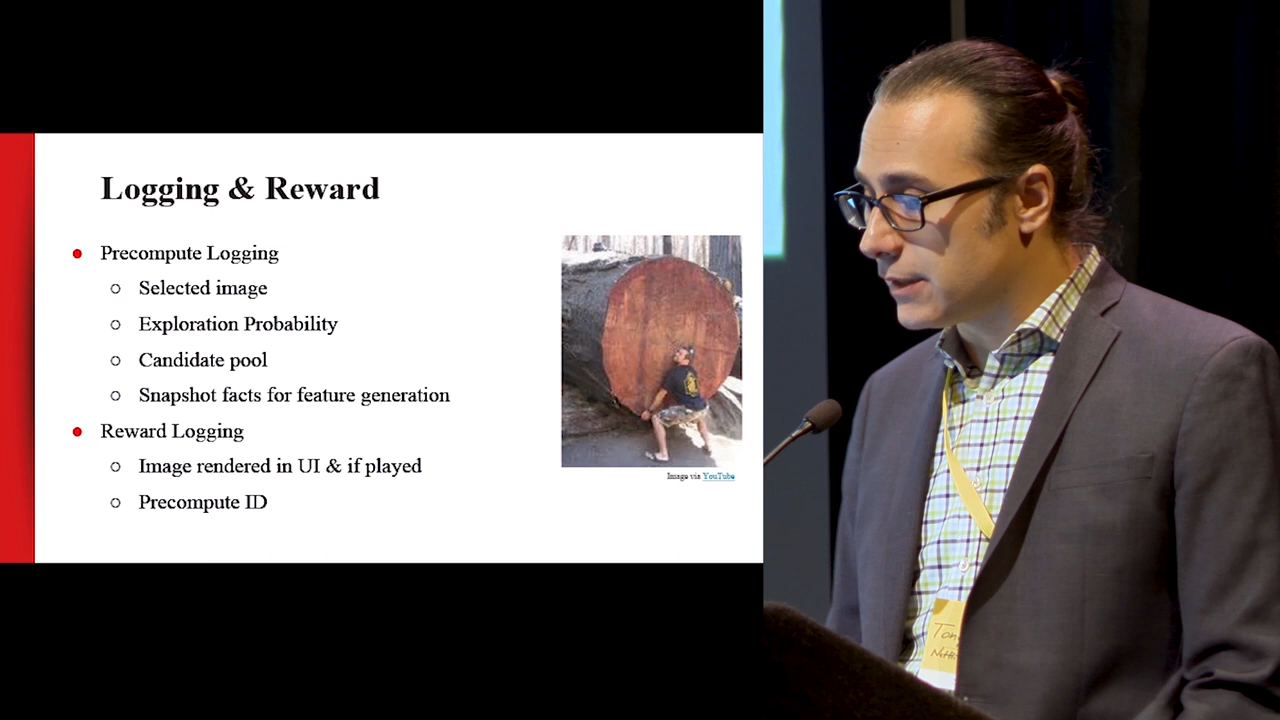 Logging & Reward
Precompute Logging
Selected image
Exploration Probability
Candidate pool
Snapshot facts for feature generation
Reward Logging
Image rendered in UI & if played
Precompute ID
Image via YouTube